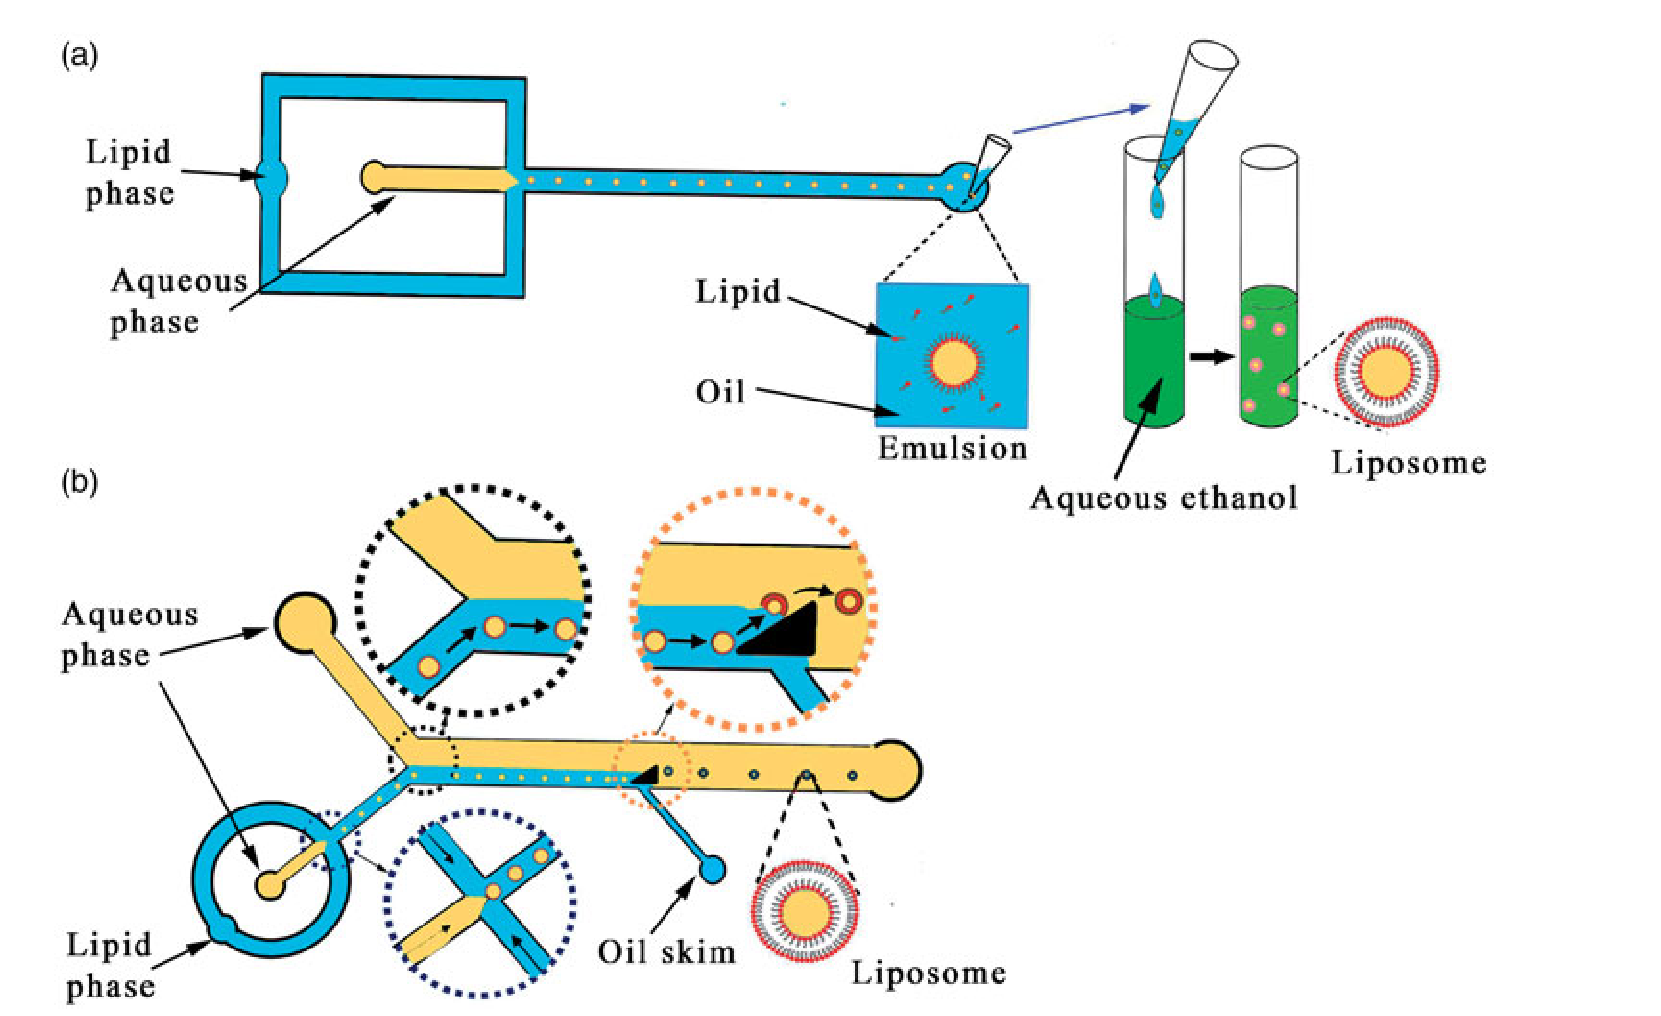 (a)
Lipid
phase
Aqueous
phase
Lipid
Oil
Emulsion
Aqueous ethanol
Liposome
(b)
Aqueous
phase
Lipid
phase
Oil skim
Liposome